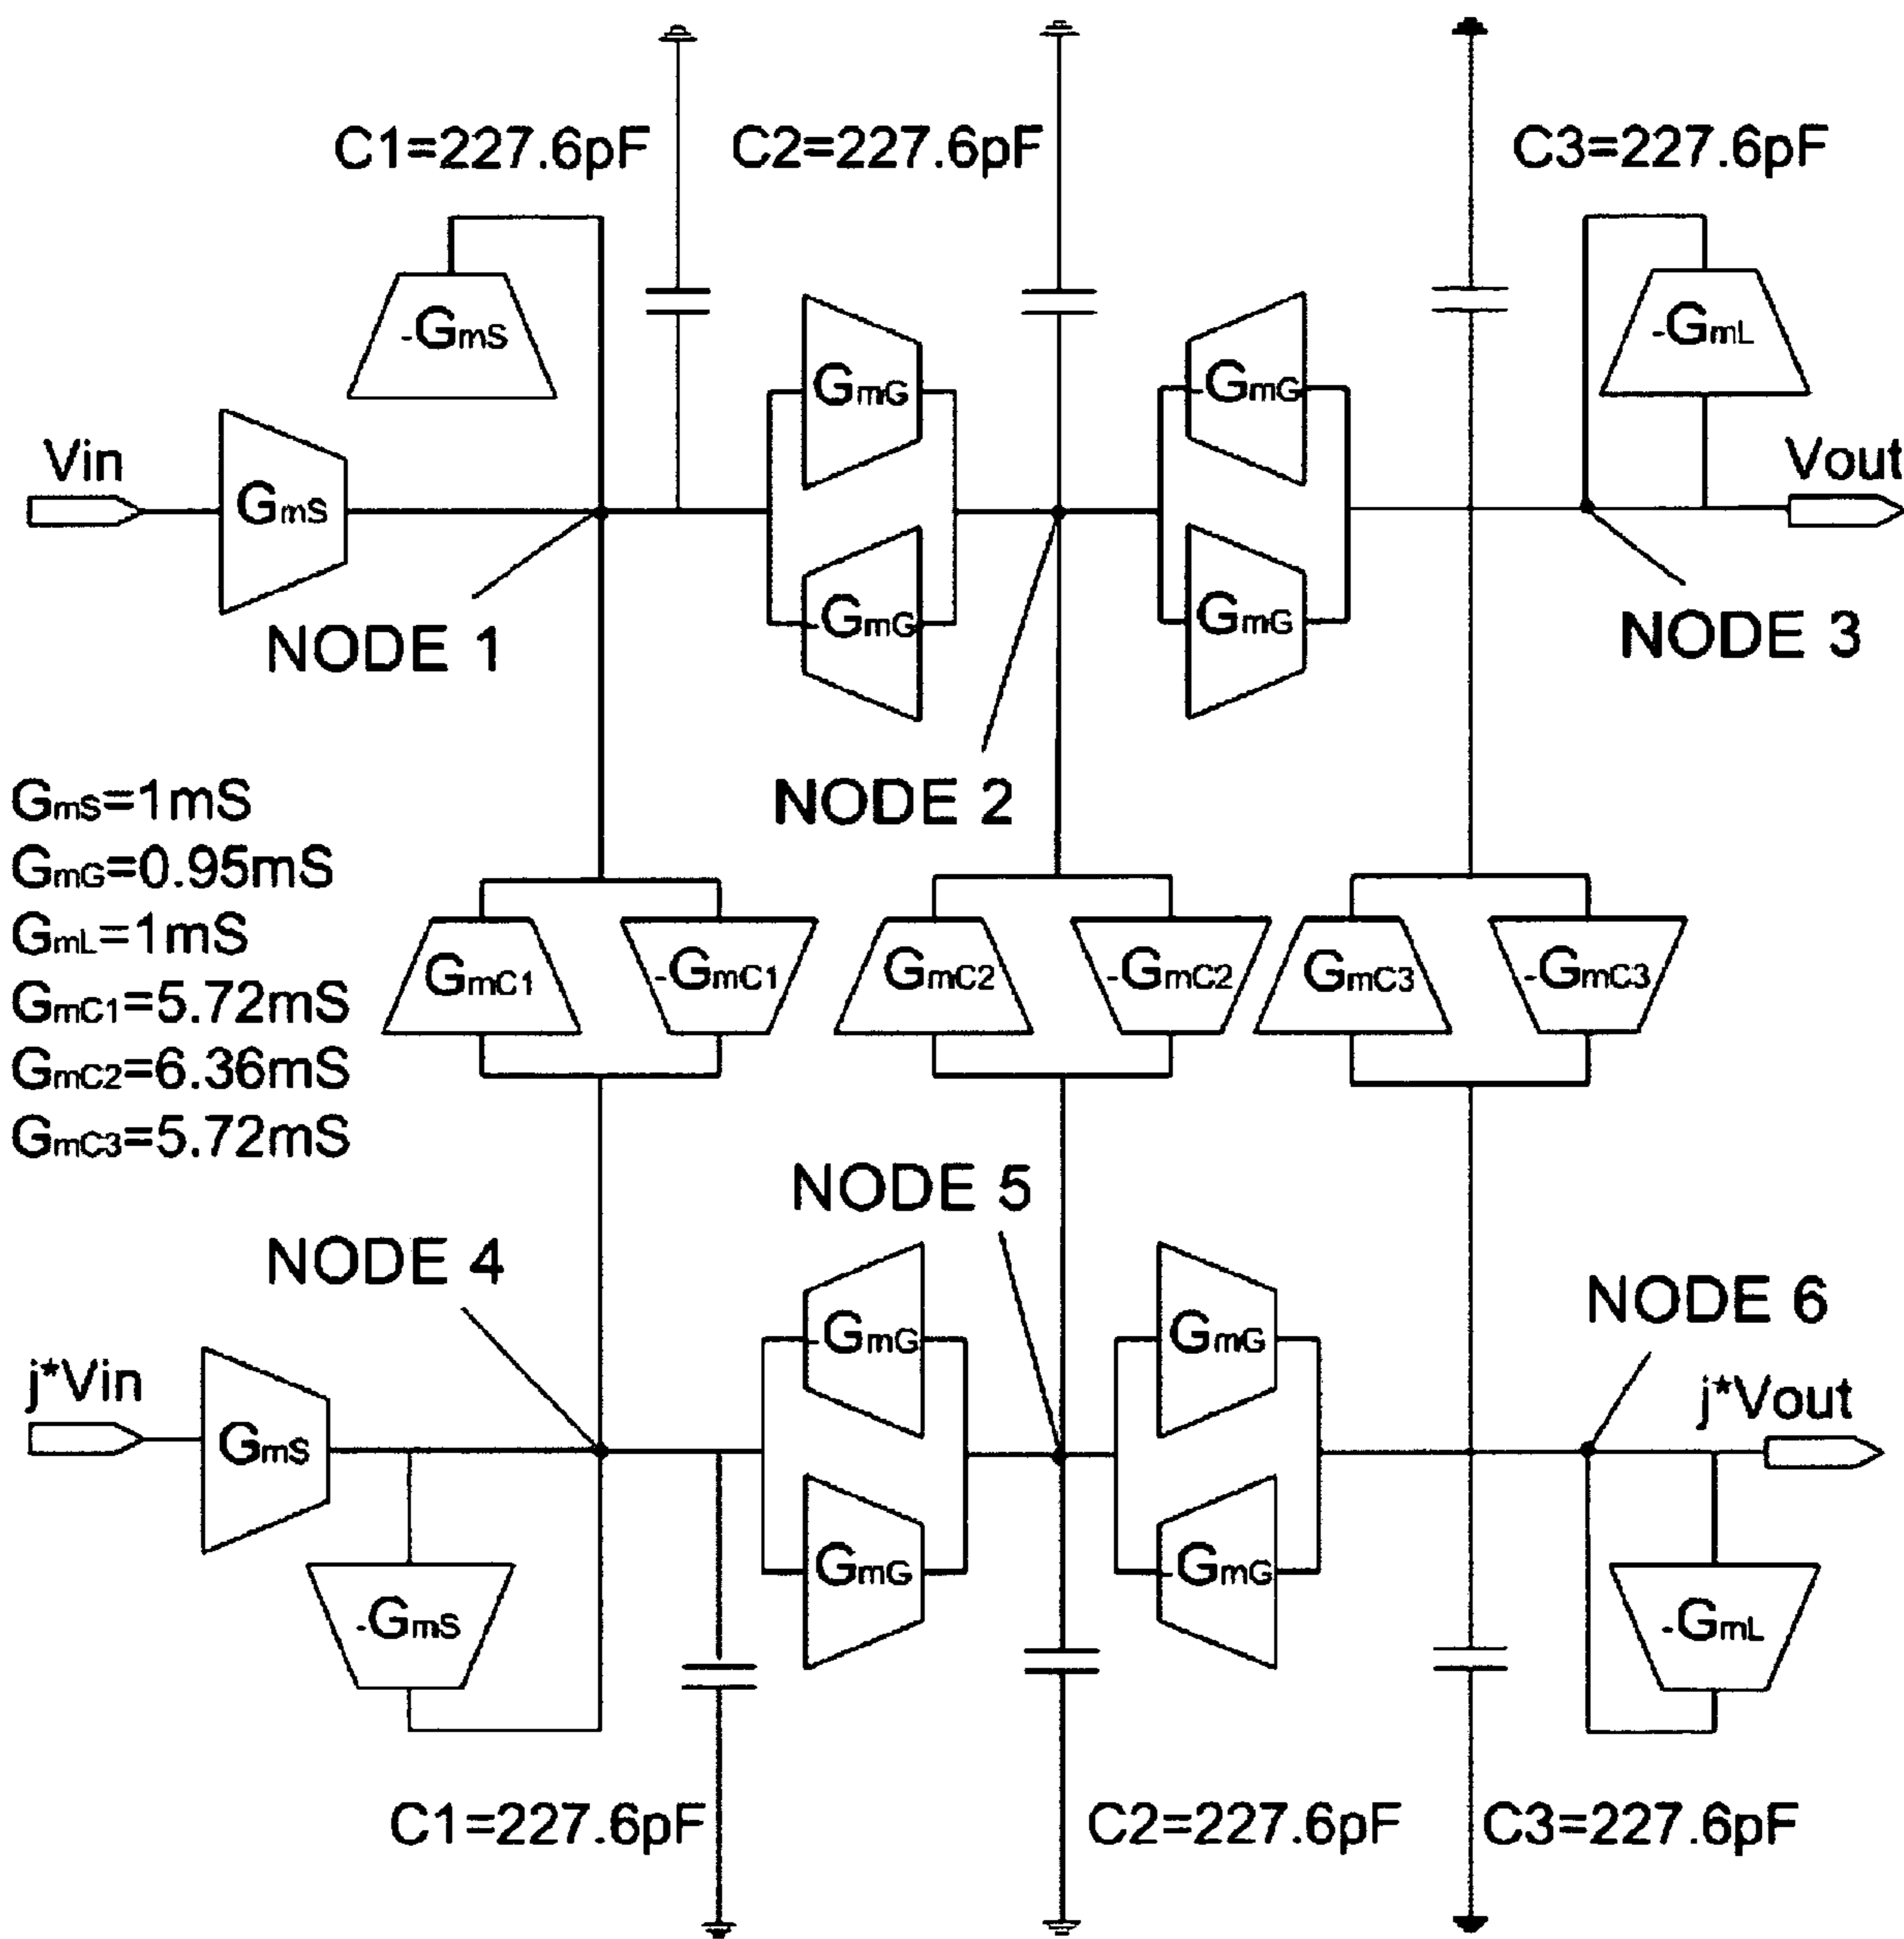 C1=227.6pF
C2=227.6pF
C3=227.6pF
-GmS
GmG
-GmG
-GmL
Vin
GmS
Vout
-GmG
GmG
NODE 1
NODE 3
NODE 2
GmS=1mS
GmG=0.95mS
GmL=1mS
GmC1=5.72mS
GmC2=6.36mS
GmC3=5.72mS
GmC1
-GmC1
GmC2
-GmC2
GmC3
-GmC3
NODE 5
NODE 4
NODE 6
-GmG
GmG
j*Vin
GmS
j*Vout
-GmS
GmG
-GmG
-GmL
C1=227.6pF
C2=227.6pF
C3=227.6pF